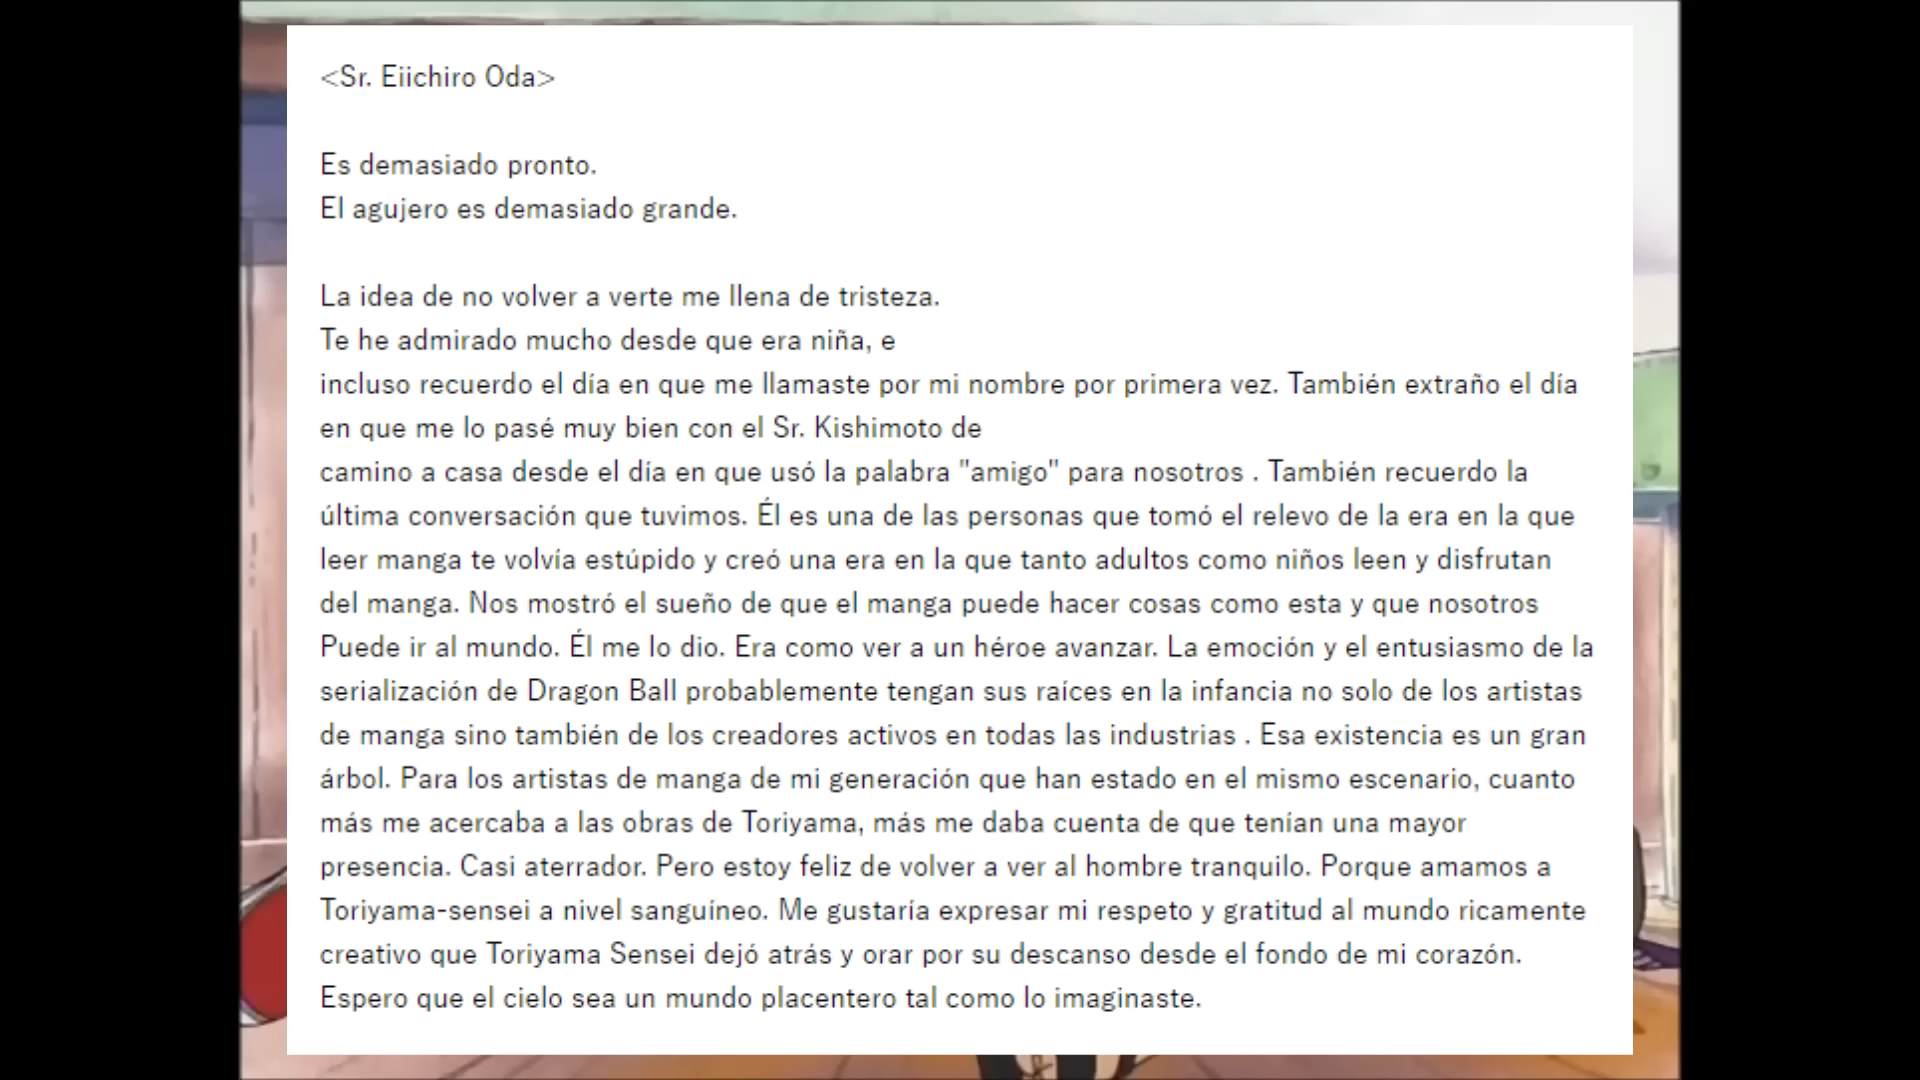 <Sr. Eiichiro Oda>
Es demasiado pronto.
El agujero es demasiado grande.
La idea de no volver a verte me llena de tristeza.
Te he admirado mucho desde que era niña, e
incluso recuerdo el día en que me llamaste por mi nombre por primera vez. También extraño el día
en que me lo pasé muy bien con el Sr. Kishimoto de
camino a casa desde el día en que usó la palabra "amigo" para nosotros . También recuerdo la
última conversación que tuvimos. Él es una de las personas que tomó el relevo de la era en la que
leer manga te volvía estúpido y creó una era en la que tanto adultos como niños leen y disfrutan
del manga. Nos mostró el sueño de que el manga puede hacer cosas como esta y que nosotros
Puede ir al mundo. Él me lo dio. Era como ver a un héroe avanzar. La emoción y el entusiasmo de la
serialización de Dragon Ball probablemente tengan sus raíces en la infancia no solo de los artistas
de manga sino también de los creadores activos en todas las industrias . Esa existencia es un gran
árbol. Para los artistas de manga de mi generación que han estado en el mismo escenario, cuanto
más me acercaba a las obras de Toriyama, más me daba cuenta de que tenían una mayor
presencia. Casi aterrador. Pero estoy feliz de volver a ver al hombre tranquilo. Porque amamos a
Toriyama-sensei a nivel sanguíneo. Me gustaría expresar mi respeto y gratitud al mundo ricamente
creativo que Toriyama Sensei dejó atrás y orar por su descanso desde el fondo de mi corazón.
Espero que el cielo sea un mundo placentero tal como lo imaginaste.